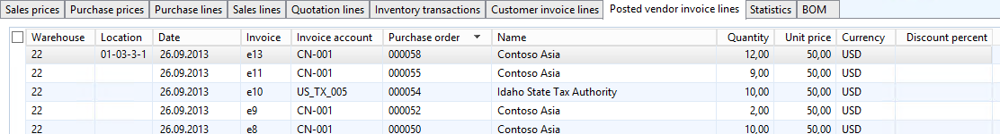 Sales prices Purchase prices Purchase lines Sales lines Quotation lines Inventory transactions Customer invoice lines Posted vendor invoice lines Statistics BOM
Warehouse Location Date Invoice Invoice account Purchase order Name Quantity Unit price Currency Discount percent
22 01-03-3-1 26.09.2013 e13 CN-001 000058 Contoso Asia 12,00 50,00 USD
22 26.09.2013 e11 CN-001 000055 Contoso Asia 9,00 50,00 USD
22 26.09.2013 e10 US_TX_005 000054 Idaho State Tax Authority 10,00 50,00 USD
22 26.09.2013 e9 CN-001 000052 Contoso Asia 2,00 50,00 USD
22 26.09.2013 e8 CN-001 000050 Contoso Asia 10,00 50,00 USD